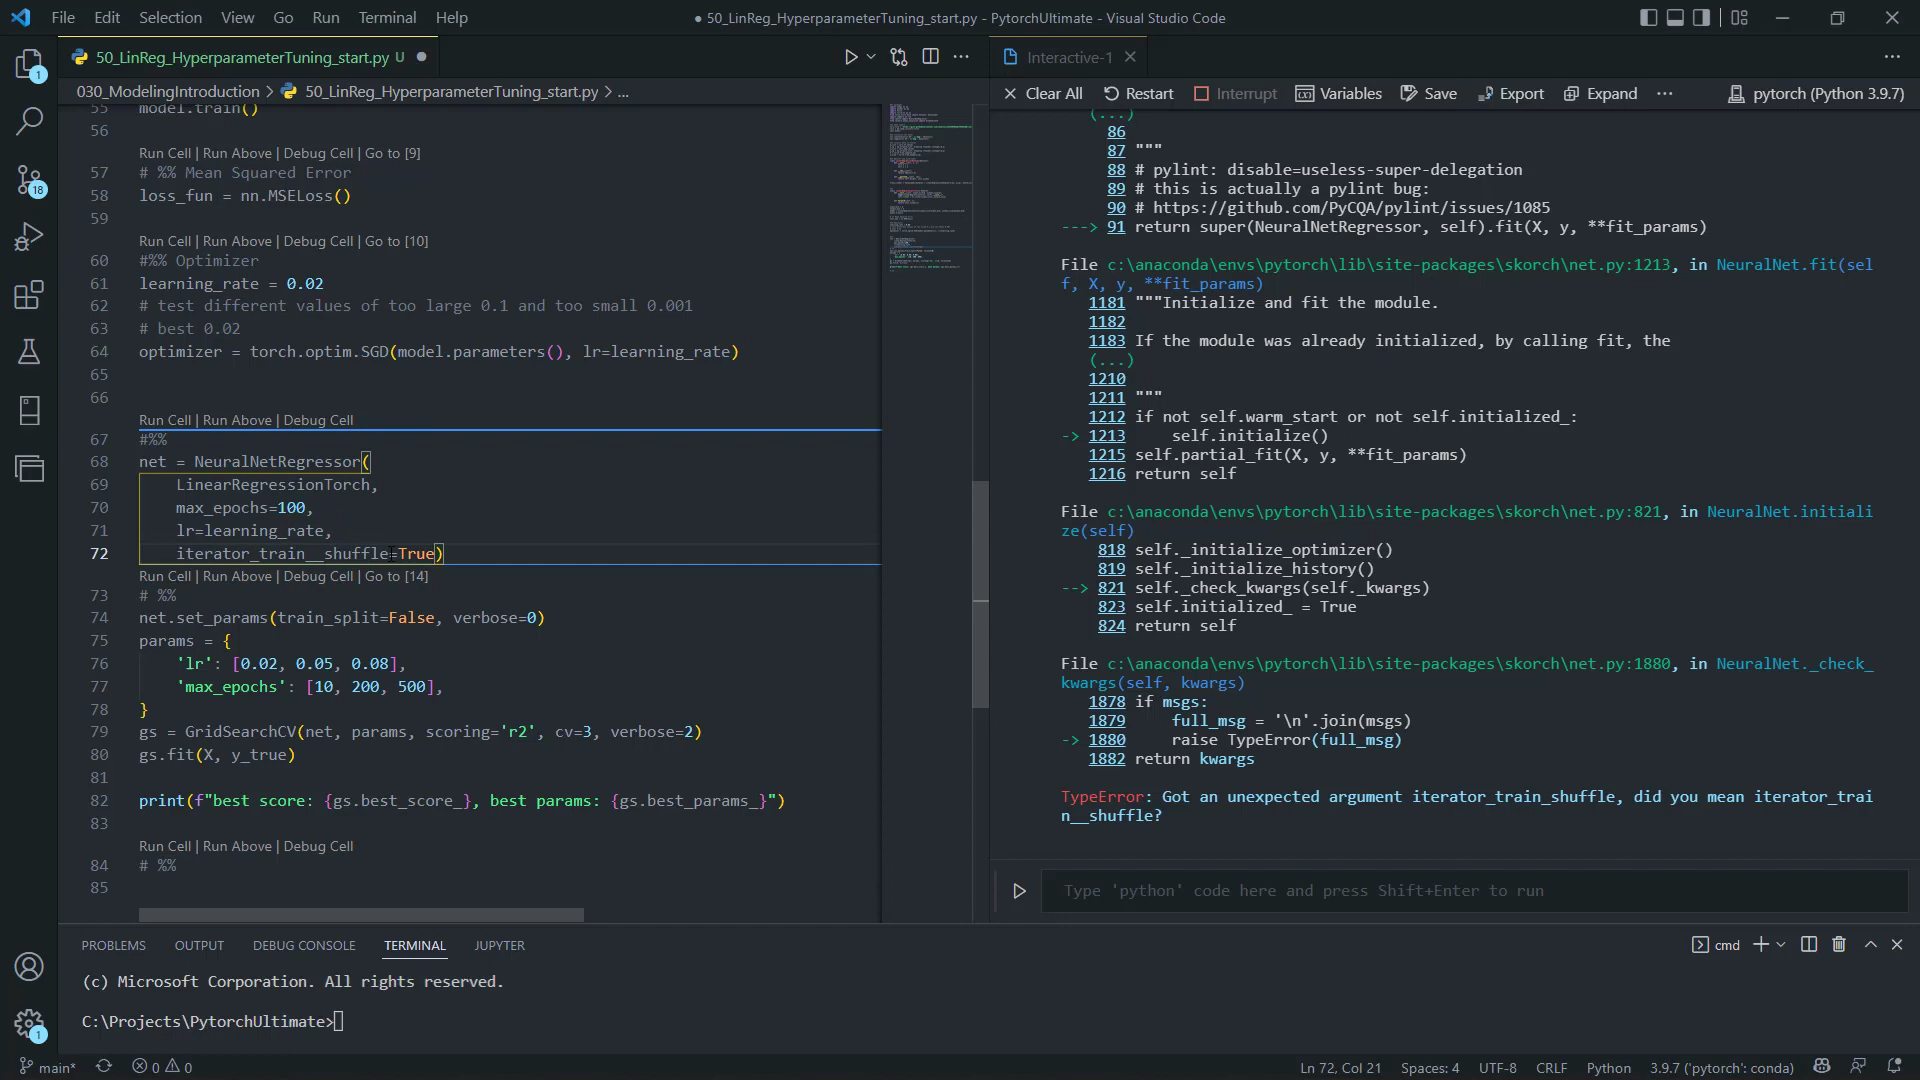 File Edit Selection View Go Run Terminal Help
● 50_LinReg_HyperparameterTuning_start.py - PytorchUltimate - Visual Studio Code
50_LinReg_HyperparameterTuning_start.py U ●
030_ModelingIntroduction > 50_LinReg_HyperparameterTuning_start.py > ...
55 model.train()
56
Run Cell | Run Above | Debug Cell | Go to [9]
57 # %% Mean Squared Error
58 loss_fun = nn.MSELoss()
59
Run Cell | Run Above | Debug Cell | Go to [10]
60 #%% Optimizer
61 learning_rate = 0.02
62 # test different values of too large 0.1 and too small 0.001
63 # best 0.02
64 optimizer = torch.optim.SGD(model.parameters(), lr=learning_rate)
65
66
Run Cell | Run Above | Debug Cell
67 #%%
68 net = NeuralNetRegressor(
69 LinearRegressionTorch,
70 max_epochs=100,
71 lr=learning_rate,
72 iterator_train__shuffle=True)
Run Cell | Run Above | Debug Cell | Go to [14]
73 # %%
74 net.set_params(train_split=False, verbose=0)
75 params = {
76 'lr': [0.02, 0.05, 0.08],
77 'max_epochs': [10, 200, 500],
78 }
79 gs = GridSearchCV(net, params, scoring='r2', cv=3, verbose=2)
80 gs.fit(X, y_true)
81
82 print(f"best score: {gs.best_score_}, best params: {gs.best_params_}")
83
Run Cell | Run Above | Debug Cell
84 # %%
85
Interactive-1
Clear All Restart Interrupt Variables Save Export Expand ... pytorch (Python 3.9.7)
(...)
86
87 """
88 # pylint: disable=useless-super-delegation
89 # this is actually a pylint bug:
90 # https://github.com/PyCQA/pylint/issues/1085
---> 91 return super(NeuralNetRegressor, self).fit(X, y, **fit_params)
File c:\anaconda\envs\pytorch\lib\site-packages\skorch\net.py:1213, in NeuralNet.fit(sel
f, X, y, **fit_params)
1181 """Initialize and fit the module.
1182
1183 If the module was already initialized, by calling fit, the
(...)
1210
1211 """
1212 if not self.warm_start or not self.initialized_:
-> 1213 self.initialize()
1215 self.partial_fit(X, y, **fit_params)
1216 return self
File c:\anaconda\envs\pytorch\lib\site-packages\skorch\net.py:821, in NeuralNet.initiali
ze(self)
818 self._initialize_optimizer()
819 self._initialize_history()
--> 821 self._check_kwargs(self._kwargs)
823 self.initialized_ = True
824 return self
File c:\anaconda\envs\pytorch\lib\site-packages\skorch\net.py:1880, in NeuralNet._check_
kwargs(self, kwargs)
1878 if msgs:
1879 full_msg = '\n'.join(msgs)
-> 1880 raise TypeError(full_msg)
1882 return kwargs
TypeError: Got an unexpected argument iterator_train_shuffle, did you mean iterator_trai
n__shuffle?
Type 'python' code here and press Shift+Enter to run
PROBLEMS OUTPUT DEBUG CONSOLE TERMINAL JUPYTER
cmd
(c) Microsoft Corporation. All rights reserved.
C:\Projects\PytorchUltimate>
1
18
1
main* 0 0
Ln 72, Col 21 Spaces: 4 UTF-8 CRLF Python 3.9.7 ('pytorch': conda)